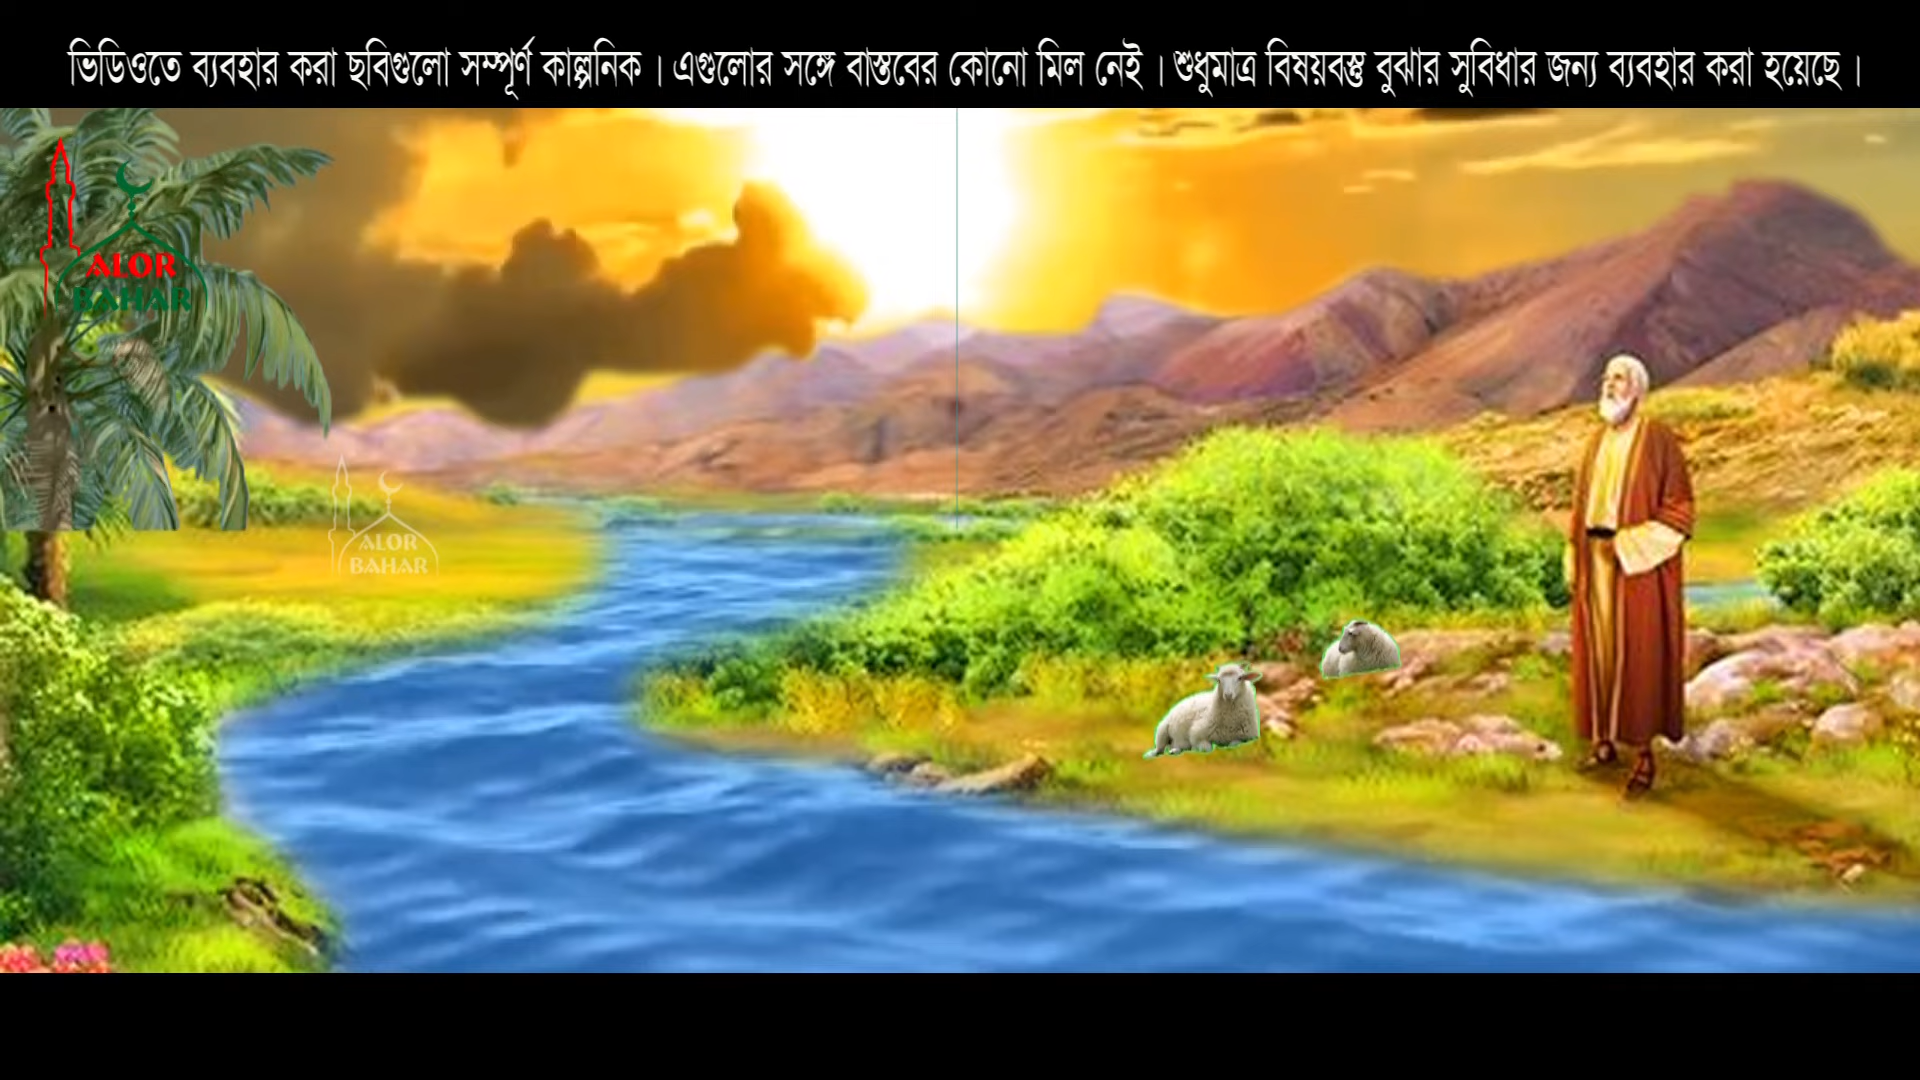 ভিডিওতে ব্যবহার করা ছবিগুলো সম্পূর্ণ কাল্পনিক । এগুলোর সঙ্গে বাস্তবের কোনো মিল নেই । শুধুমাত্র বিষয়বস্তু বুঝার সুবিধার জন্য ব্যবহার করা হয়েছে ।
ALOR
BAHAR
ALOR
BAHAR